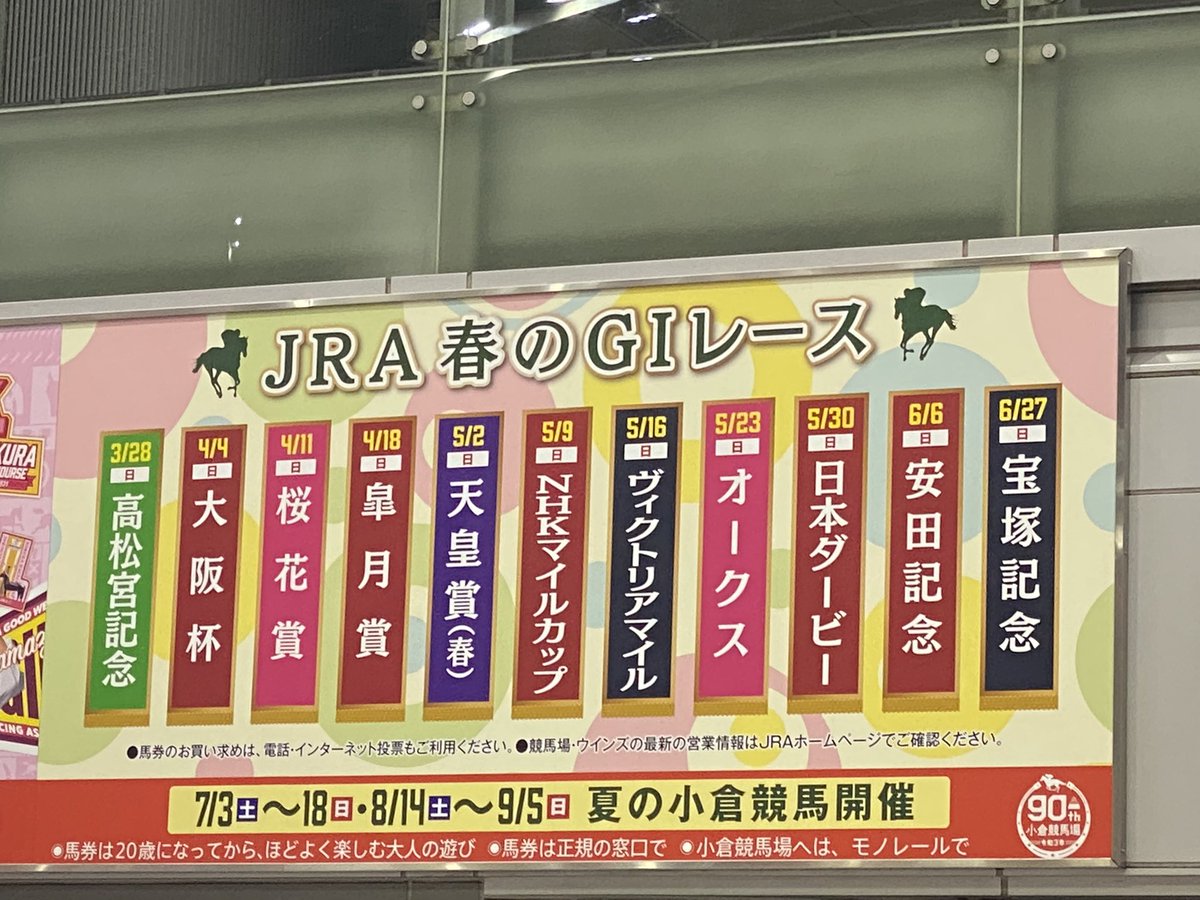 JRA 春のGIレース
3/28
日
高松宮記念
4/4
日
大阪杯
4/11
日
桜花賞
4/18
日
皐月賞
5/2
日
天皇賞(春)
5/9
日
NHKマイルカップ
5/16
日
ヴィクトリアマイル
5/23
日
オークス
5/30
日
日本ダービー
6/6
日
安田記念
6/27
日
宝塚記念
●馬券のお買い求めは、電話・インターネット投票もご利用ください。●競馬場・ウインズの最新の営業情報はJRAホームページでご確認ください。
7/3土～18日・8/14土～9/5日 夏の小倉競馬開催
●馬券は20歳になってから、ほどよく楽しむ大人の遊び ●馬券は正規の窓口で ●小倉競馬場へは、モノレールで
90th
小倉競馬場
令和3年
KURA
OURSE
A GOOD WE
CING AS